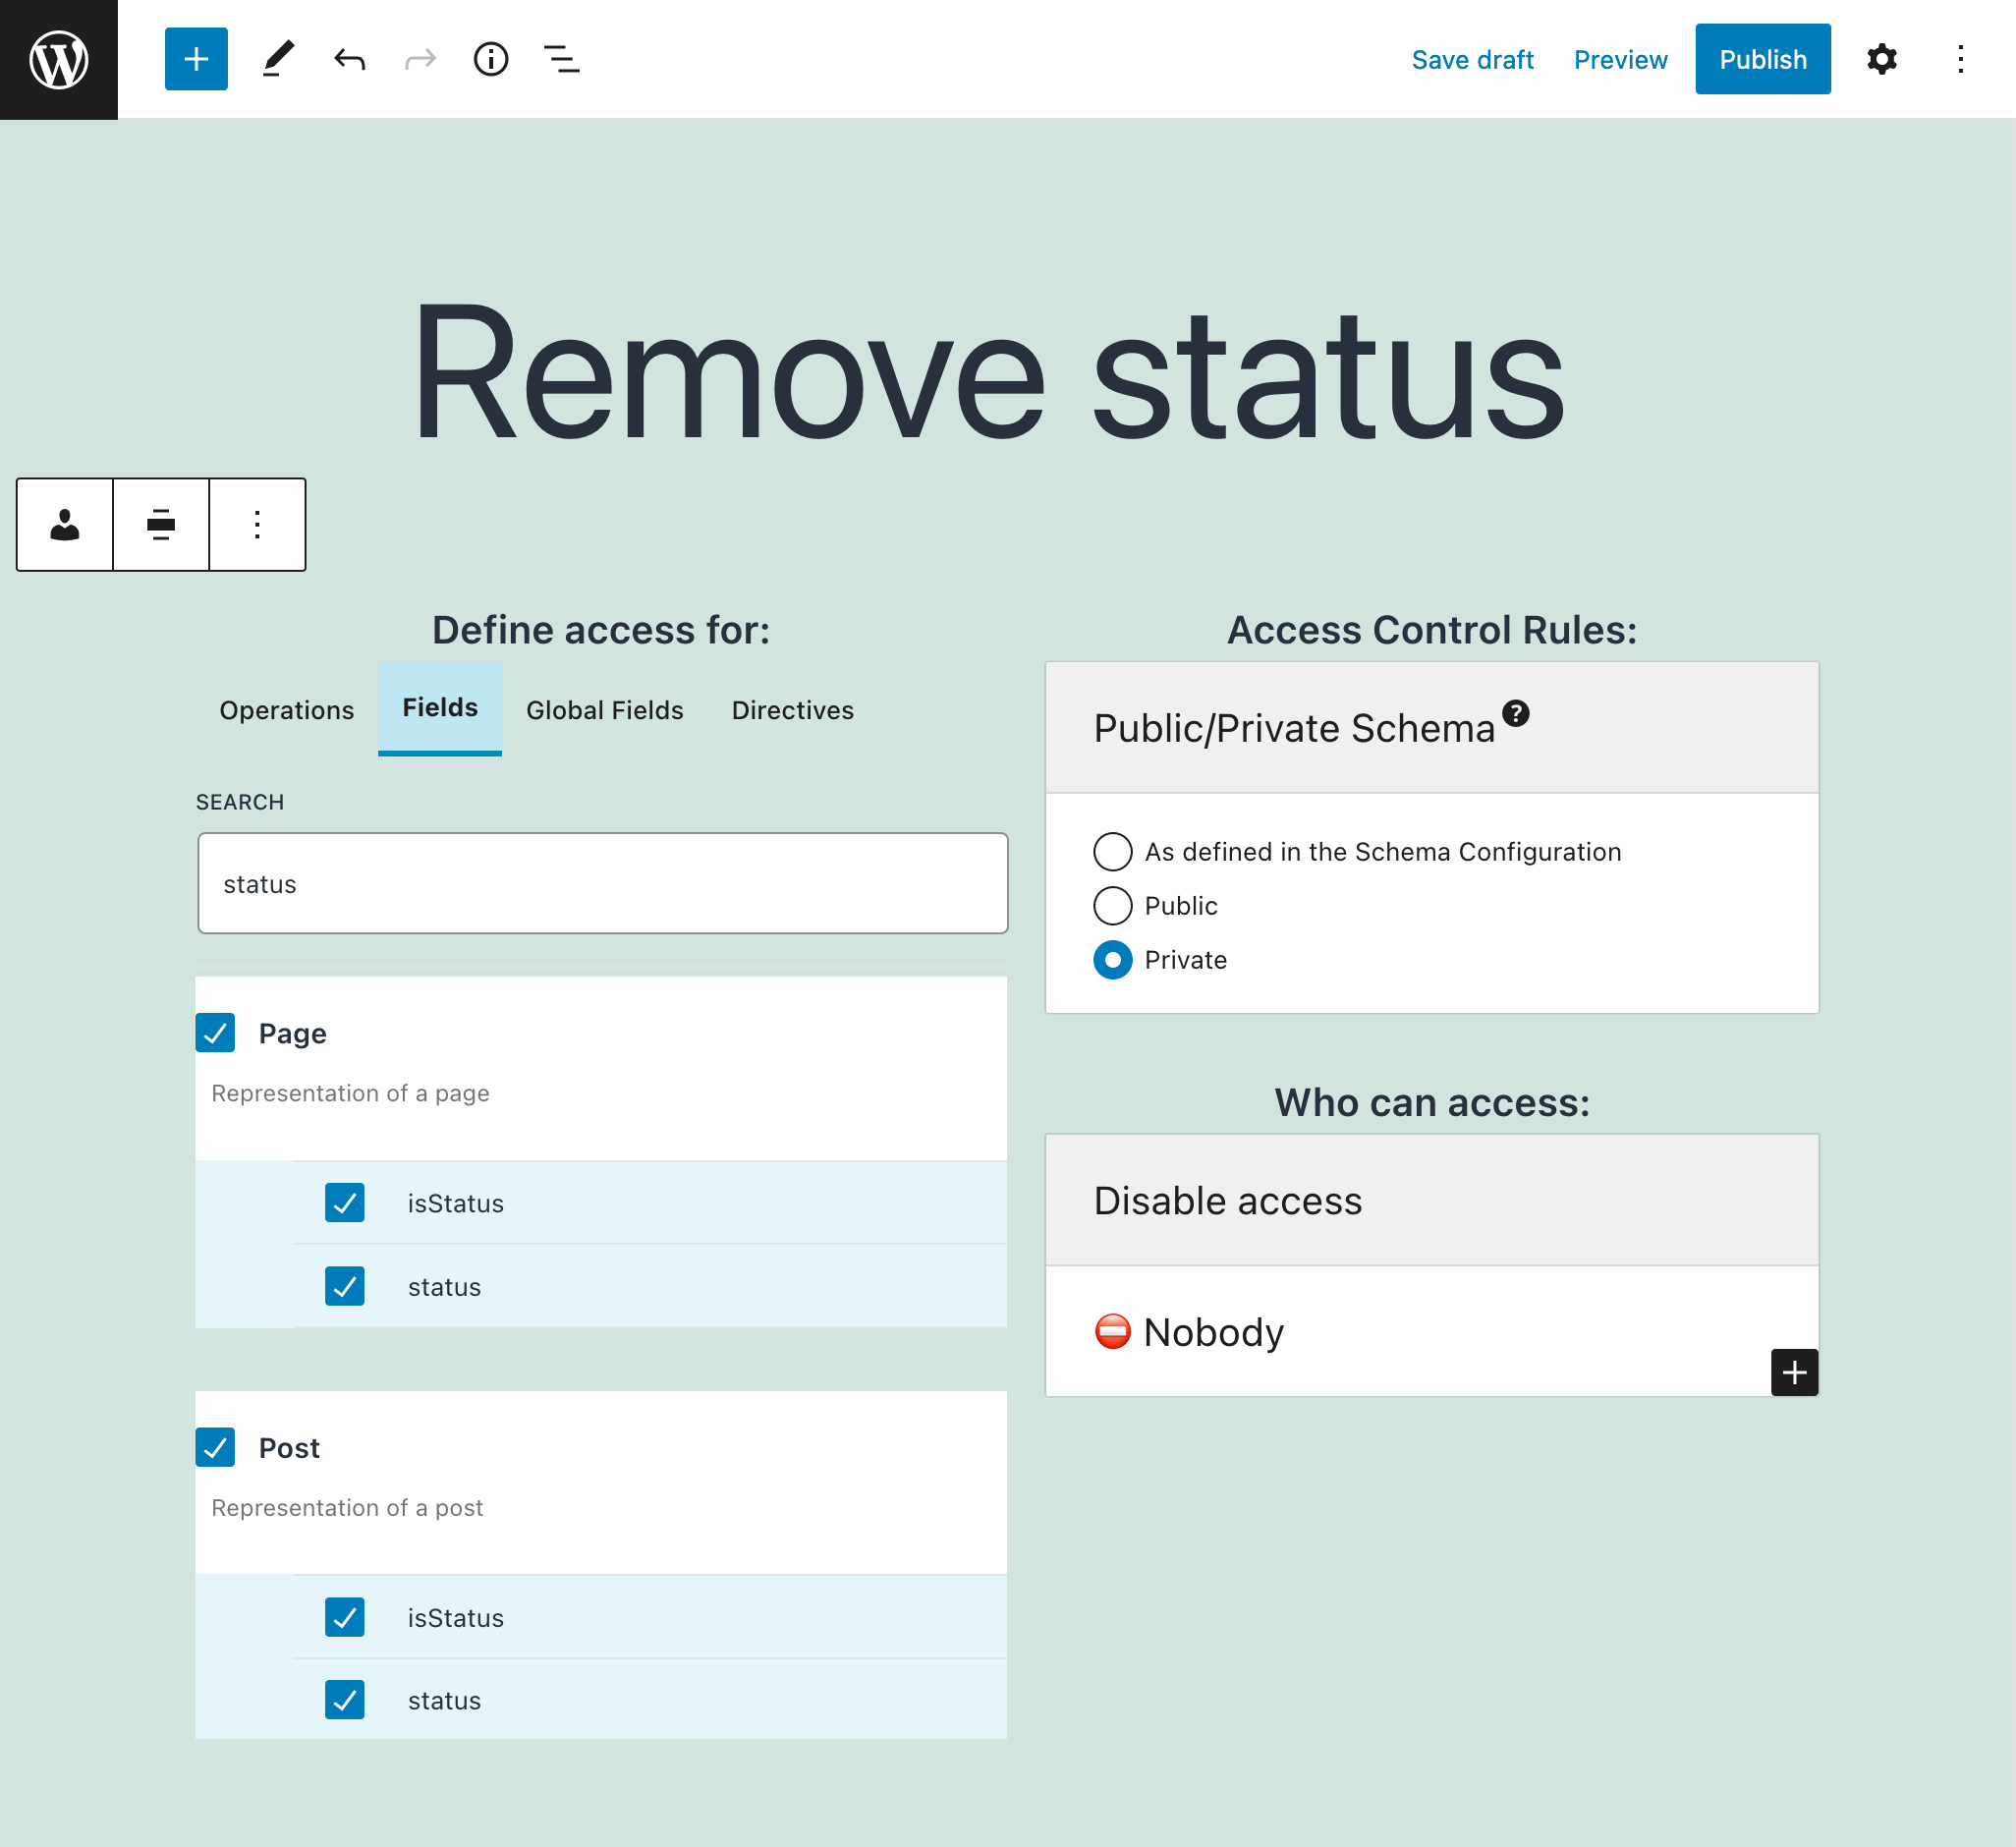 Save draft
Preview
Publish
Remove status
Define access for:
Operations
Fields
Global Fields
Directives
SEARCH
status
Page
Representation of a page
isStatus
status
Post
Representation of a post
isStatus
status
Access Control Rules:
Public/Private Schema
As defined in the Schema Configuration
Public
Private
Who can access:
Disable access
Nobody